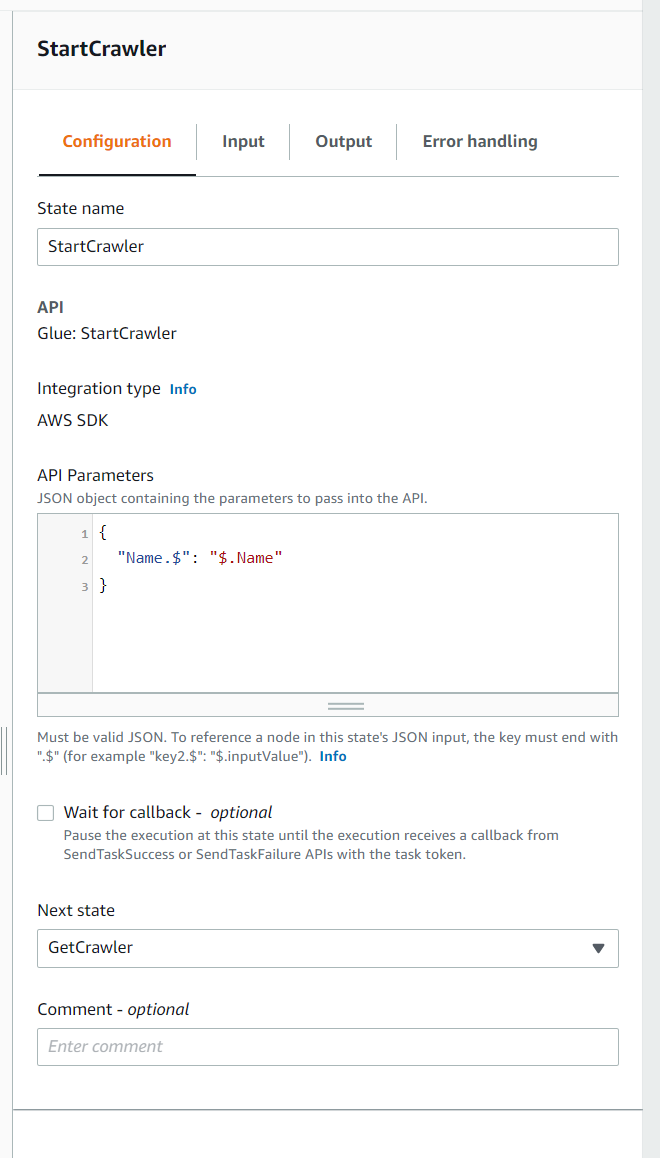 StartCrawler
Configuration Input Output Error handling
State name
StartCrawler
API
Glue: StartCrawler
Integration type Info
AWS SDK
API Parameters
JSON object containing the parameters to pass into the API.
1 {
2 "Name.$": "$.Name"
3 }
Must be valid JSON. To reference a node in this state's JSON input, the key must end with
".$" (for example "key2.$": "$.inputValue"). Info
Wait for callback - optional
Pause the execution at this state until the execution receives a callback from
SendTaskSuccess or SendTaskFailure APIs with the task token.
Next state
GetCrawler
Comment - optional
Enter comment